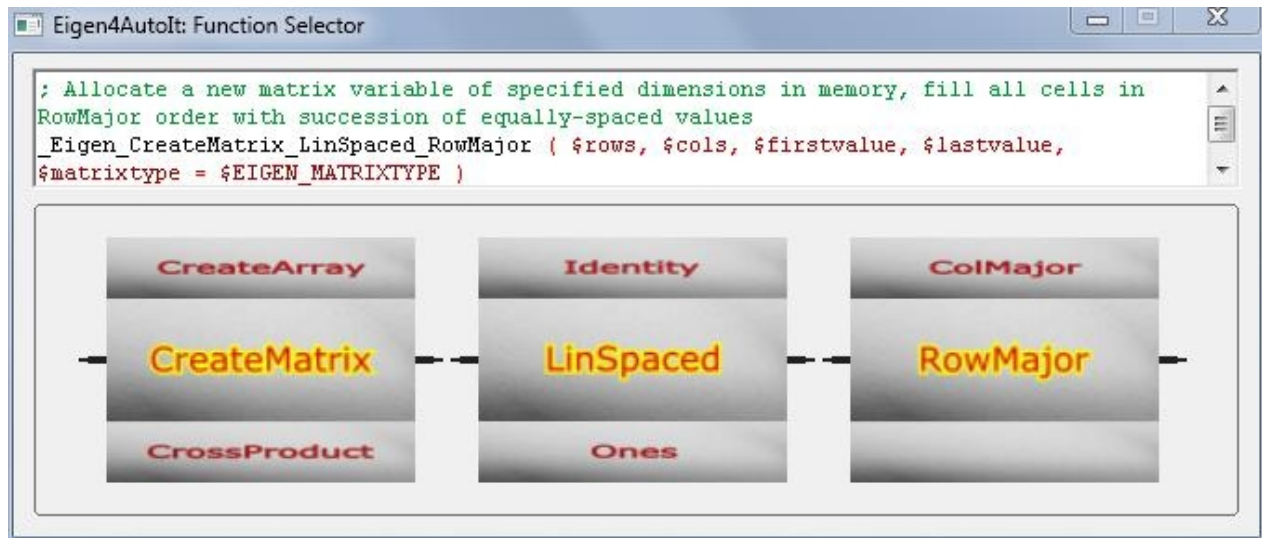 Eigen4AutoIt: Function Selector
; Allocate a new matrix variable of specified dimensions in memory, fill all cells in
RowMajor order with succession of equally-spaced values
_Eigen_CreateMatrix_LinSpaced_RowMajor ( $rows, $cols, $firstvalue, $lastvalue,
$matrixtype = $EIGEN_MATRIXTYPE )
CreateArray Identity ColMajor
CreateMatrix LinSpaced RowMajor
CrossProduct Ones